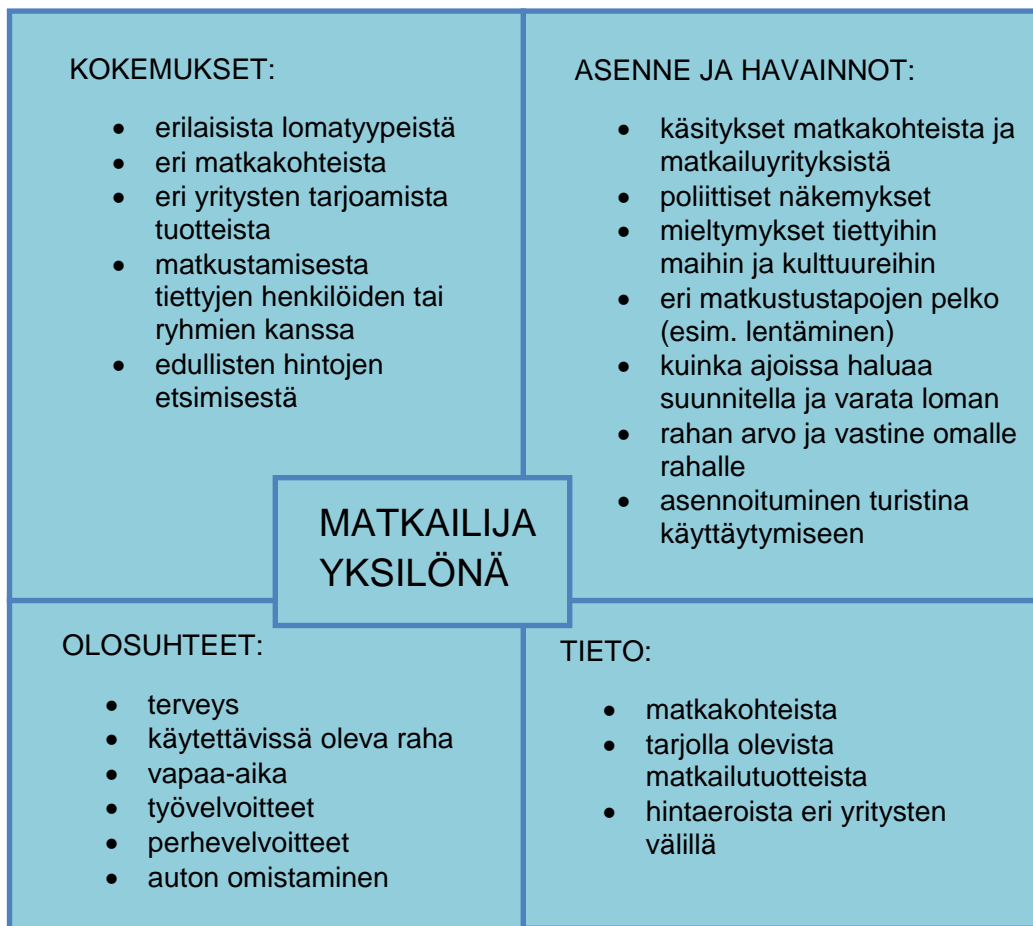 KOKEMUKSET:
• erilaisista lomatyypeistä
• eri matkakohteista
• eri yritysten tarjoamista
tuotteista
• matkustamisesta
tiettyjen henkilöiden tai
ryhmien kanssa
• edullisten hintojen
etsimisestä
ASENNE JA HAVAINNOT:
• käsitykset matkakohteista ja
matkailuyrityksistä
• poliittiset näkemykset
• mieltymykset tiettyihin
maihin ja kulttuureihin
• eri matkustustapojen pelko
(esim. lentäminen)
• kuinka ajoissa haluaa
suunnitella ja varata loman
• rahan arvo ja vastine omalle
rahalle
• asennoituminen turistina
käyttäytymiseen
MATKAILIJA
YKSILÖNÄ
OLOSUHTEET:
• terveys
• käytettävissä oleva raha
• vapaa-aika
• työvelvoitteet
• perhevelvoitteet
• auton omistaminen
TIETO:
• matkakohteista
• tarjolla olevista
matkailutuotteista
• hintaeroista eri yritysten
välillä